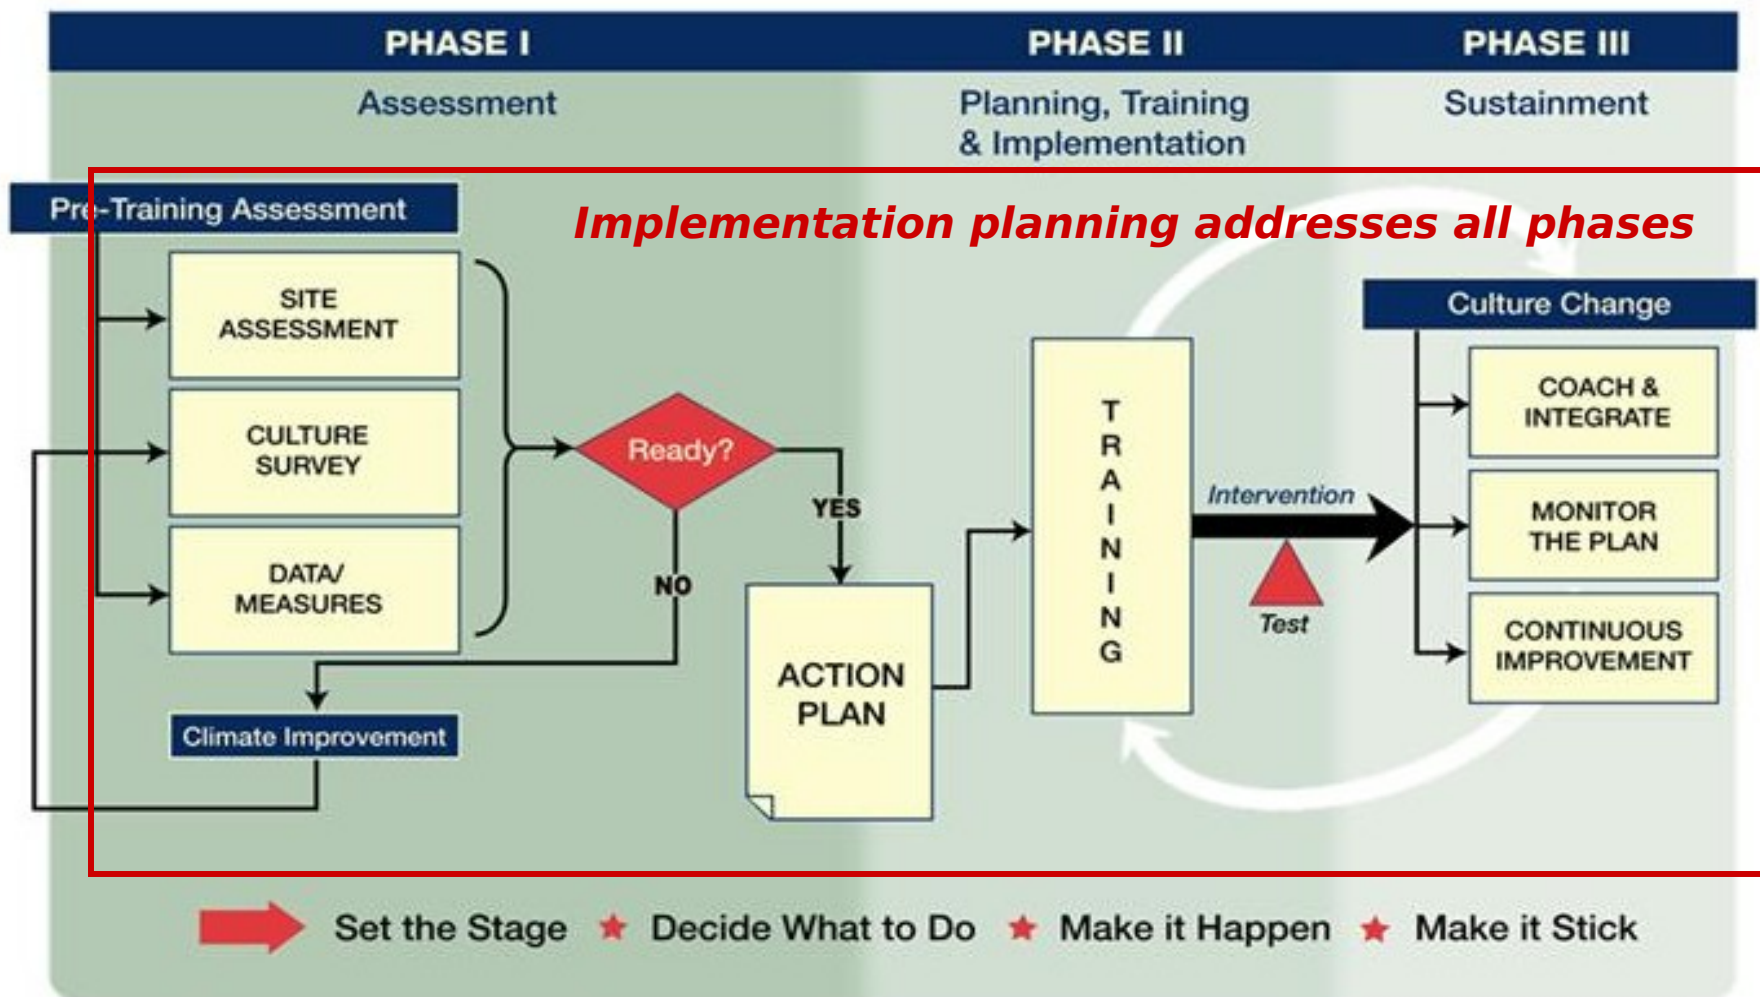 PHASE I
PHASE II
PHASE III
Assessment
Planning, Training
& Implementation
Sustainment
Pre-Training Assessment
Implementation planning addresses all phases
SITE
ASSESSMENT
CULTURE
SURVEY
DATA/
MEASURES
Ready?
YES
NO
Climate Improvement
ACTION
PLAN
T
R
A
I
N
I
N
G
Intervention
Test
Culture Change
COACH &
INTEGRATE
MONITOR
THE PLAN
CONTINUOUS
IMPROVEMENT
Set the Stage ★ Decide What to Do ★ Make it Happen ★ Make it Stick